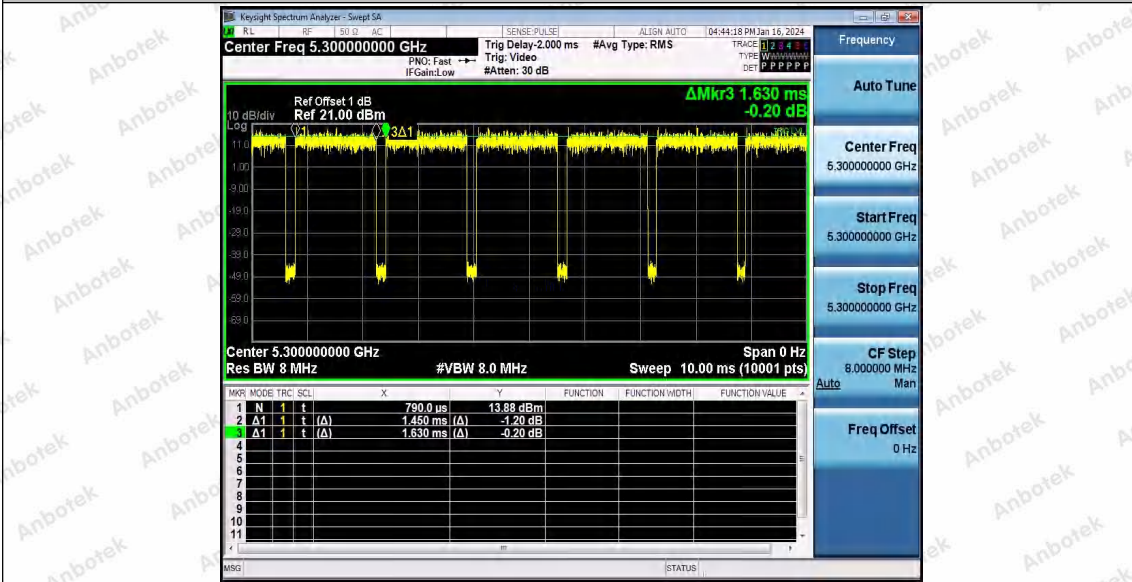 Keysight Spectrum Analyzer - Swept SA
RL RF 50 Ω AC SENSE:PULSE ALIGN AUTO 04:44:18 PM Jan 16, 2024
Center Freq 5.300000000 GHz
PNO: Fast
IFGain:Low
Trig Delay-2.000 ms
Trig: Video
#Atten: 30 dB
#Avg Type: RMS
TRACE 1 2 3 4 5 6
TYPE WWWWWW
DET P P P P P P
Frequency
Auto Tune
Center Freq
5.300000000 GHz
Start Freq
5.300000000 GHz
Stop Freq
5.300000000 GHz
CF Step
8.000000 MHz
Auto Man
Freq Offset
0 Hz
ΔMkr3 1.630 ms
-0.20 dB
Ref Offset 1 dB
10 dB/div Ref 21.00 dBm
Log
1
3Δ1
11.0
1.00
-9.00
-19.0
-29.0
-39.0
-49.0
-59.0
-69.0
Center 5.300000000 GHz Span 0 Hz
Res BW 8 MHz #VBW 8.0 MHz Sweep 10.00 ms (10001 pts)
MKR MODE TRC SCL X Y FUNCTION FUNCTION WIDTH FUNCTION VALUE
1 N 1 t 790.0 µs 13.88 dBm
2 Δ1 1 t (Δ) 1.450 ms (Δ) -1.20 dB
3 Δ1 1 t (Δ) 1.630 ms (Δ) -0.20 dB
4
5
6
7
8
9
10
11
MSG STATUS
Anbotek